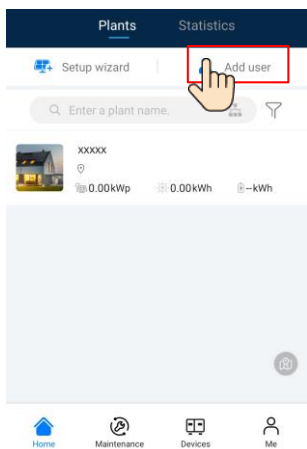 Plants Statistics
Setup wizard Add user
Enter a plant name.
xxxxx
0.00kWp 0.00kWh --kWh
Home Maintenance Devices Me